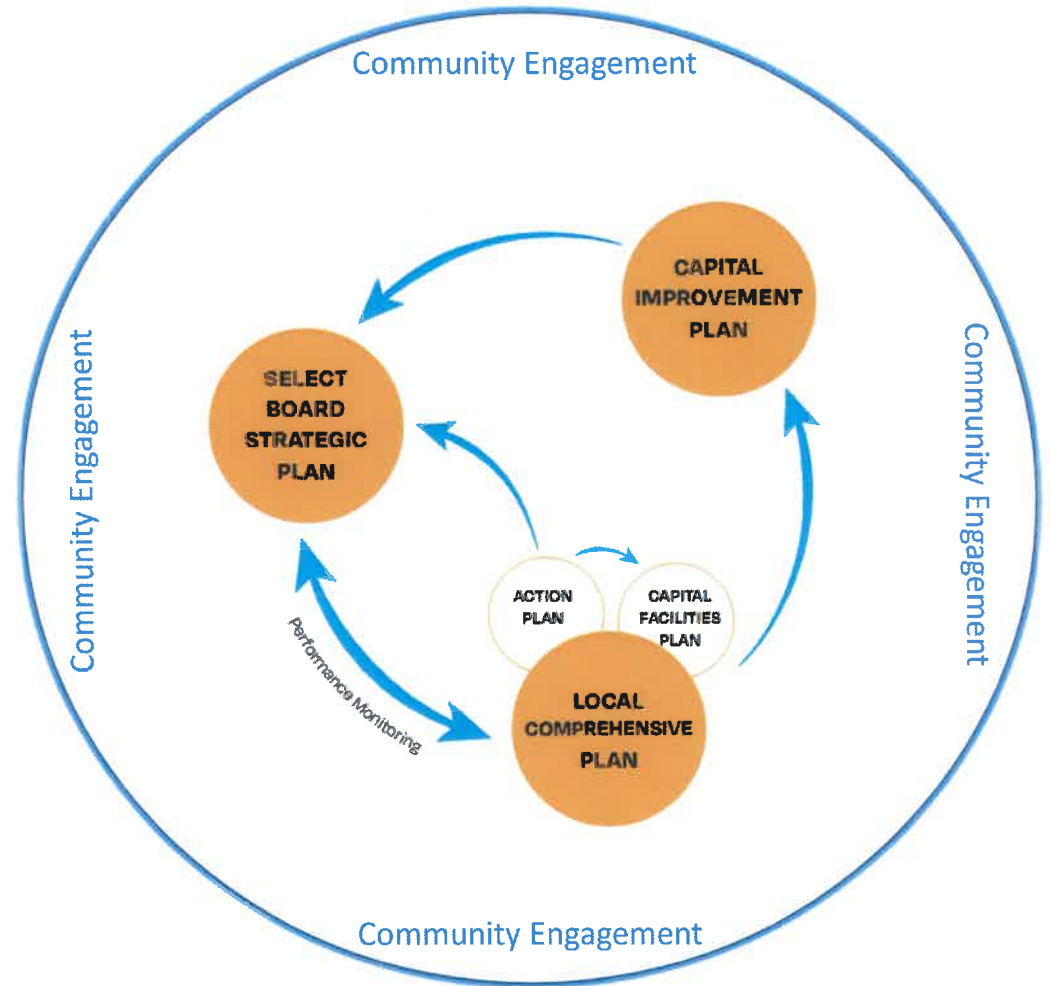 Community Engagement
CAPITAL
IMPROVEMENT
PLAN
Community Engagement
Community Engagement
SELECT
BOARD
STRATEGIC
PLAN
ACTION
PLAN
CAPITAL
FACILITIES
PLAN
Performance Monitoring
LOCAL
COMPREHENSIVE
PLAN
Community Engagement